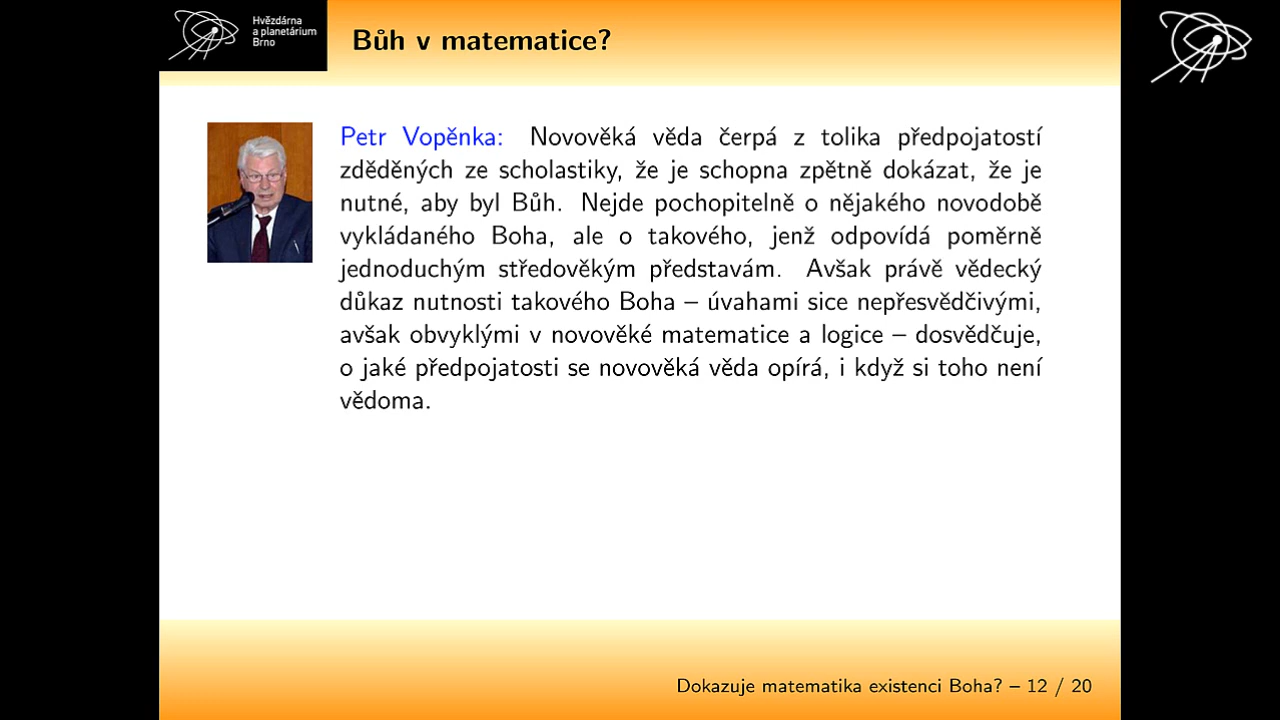 Hvězdárna
a planetárium
Brno
Bůh v matematice?
Petr Vopěnka: Novověká věda čerpá z tolika předpojatostí
zděděných ze scholastiky, že je schopna zpětně dokázat, že je
nutné, aby byl Bůh. Nejde pochopitelně o nějakého novodobě
vykládaného Boha, ale o takového, jenž odpovídá poměrně
jednoduchým středověkým představám. Avšak právě vědecký
důkaz nutnosti takového Boha – úvahami sice nepřesvědčivými,
avšak obvyklými v novověké matematice a logice – dosvědčuje,
o jaké předpojatosti se novověká věda opírá, i když si toho není
vědoma.
Dokazuje matematika existenci Boha? – 12 / 20